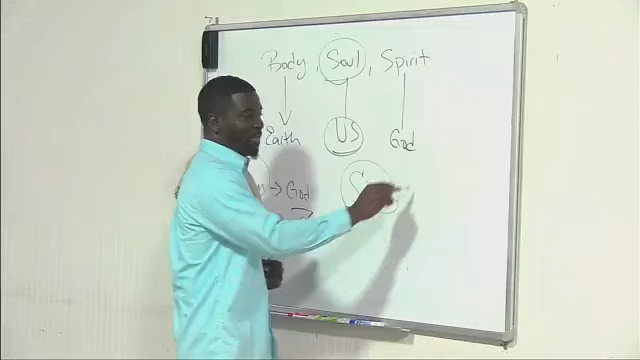 Body, Soul, Spirit
Earth US God
→ God